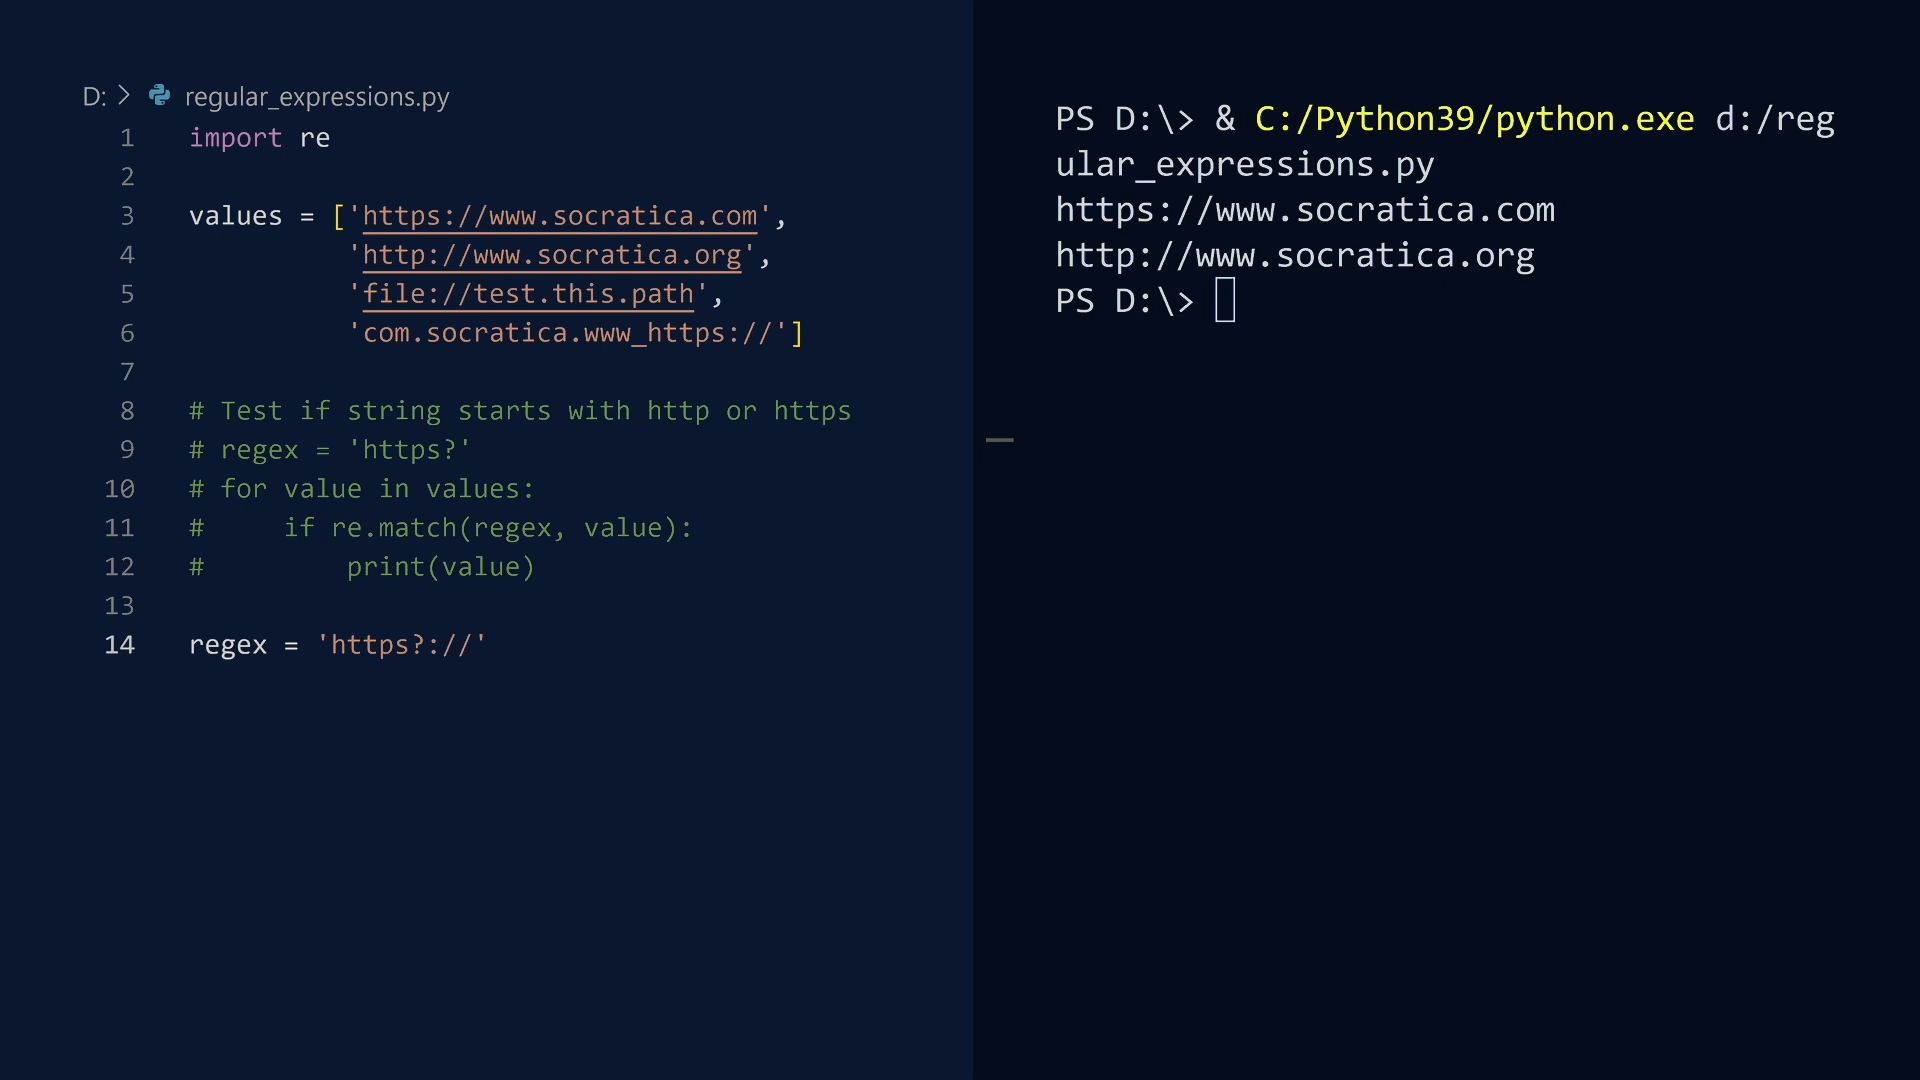 D: > regular_expressions.py
1 import re
2
3 values = ['https://www.socratica.com',
4 'http://www.socratica.org',
5 'file://test.this.path',
6 'com.socratica.www_https://']
7
8 # Test if string starts with http or https
9 # regex = 'https?'
10 # for value in values:
11 #     if re.match(regex, value):
12 #         print(value)
13
14 regex = 'https?://'
PS D:\> & C:/Python39/python.exe d:/reg
ular_expressions.py
https://www.socratica.com
http://www.socratica.org
PS D:\>